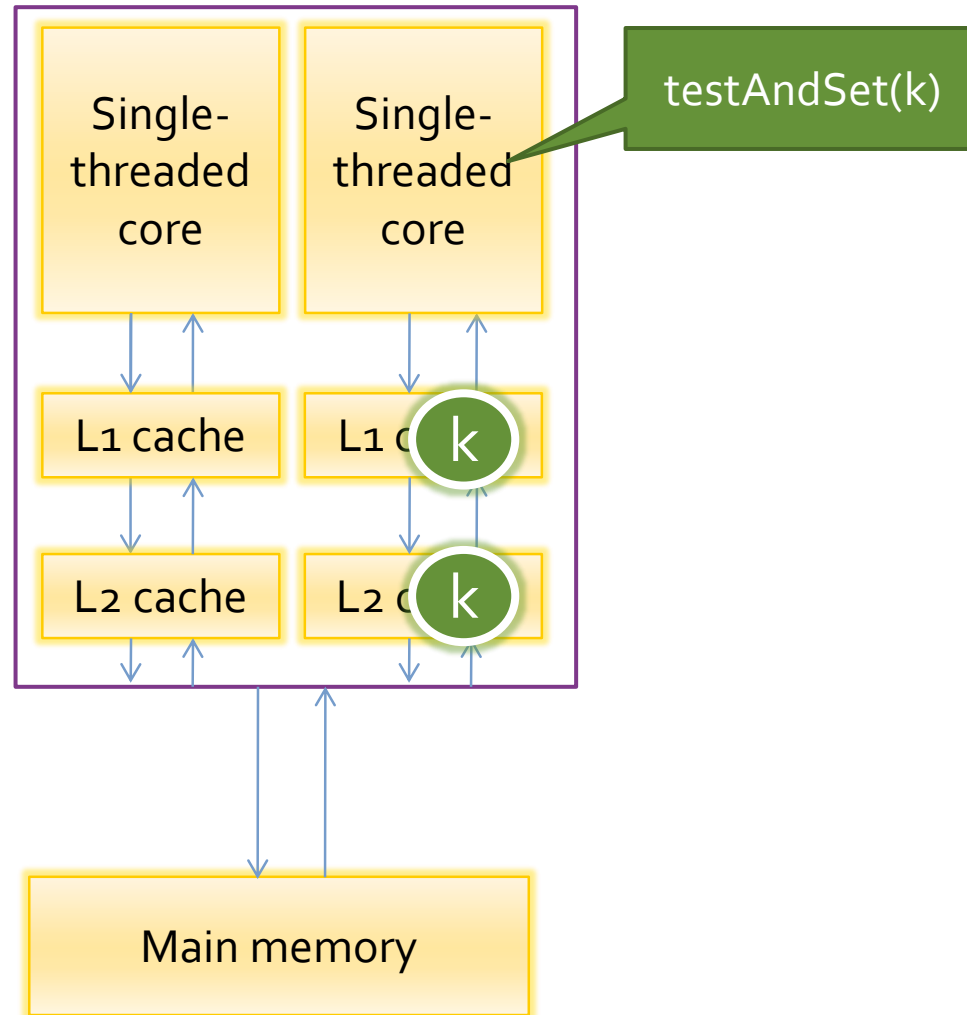 Single-
threaded
core
Single-
threaded
core
testAndSet(k)
L1 cache
L1 c
k
L2 cache
L2 c
k
Main memory